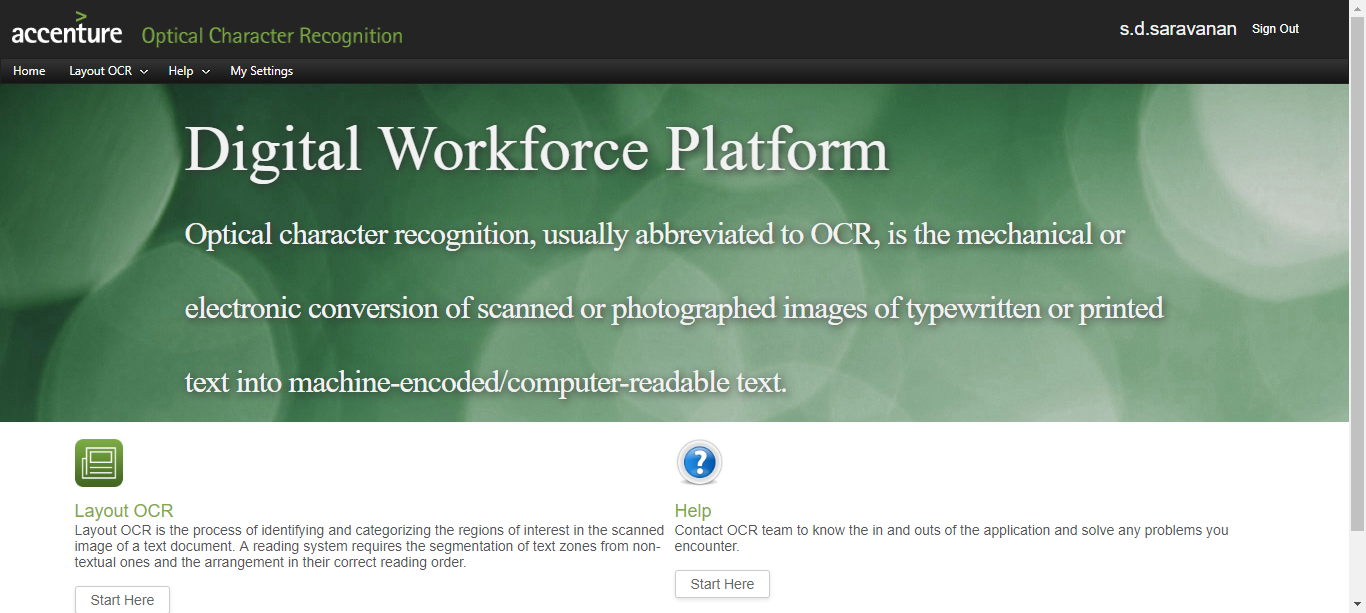 accenture Optical Character Recognition
s.d.saravanan Sign Out
Home Layout OCR Help My Settings
Digital Workforce Platform
Optical character recognition, usually abbreviated to OCR, is the mechanical or
electronic conversion of scanned or photographed images of typewritten or printed
text into machine-encoded/computer-readable text.
Layout OCR
Layout OCR is the process of identifying and categorizing the regions of interest in the scanned
image of a text document. A reading system requires the segmentation of text zones from non-
textual ones and the arrangement in their correct reading order.
Start Here
Help
Contact OCR team to know the in and outs of the application and solve any problems you
encounter.
Start Here